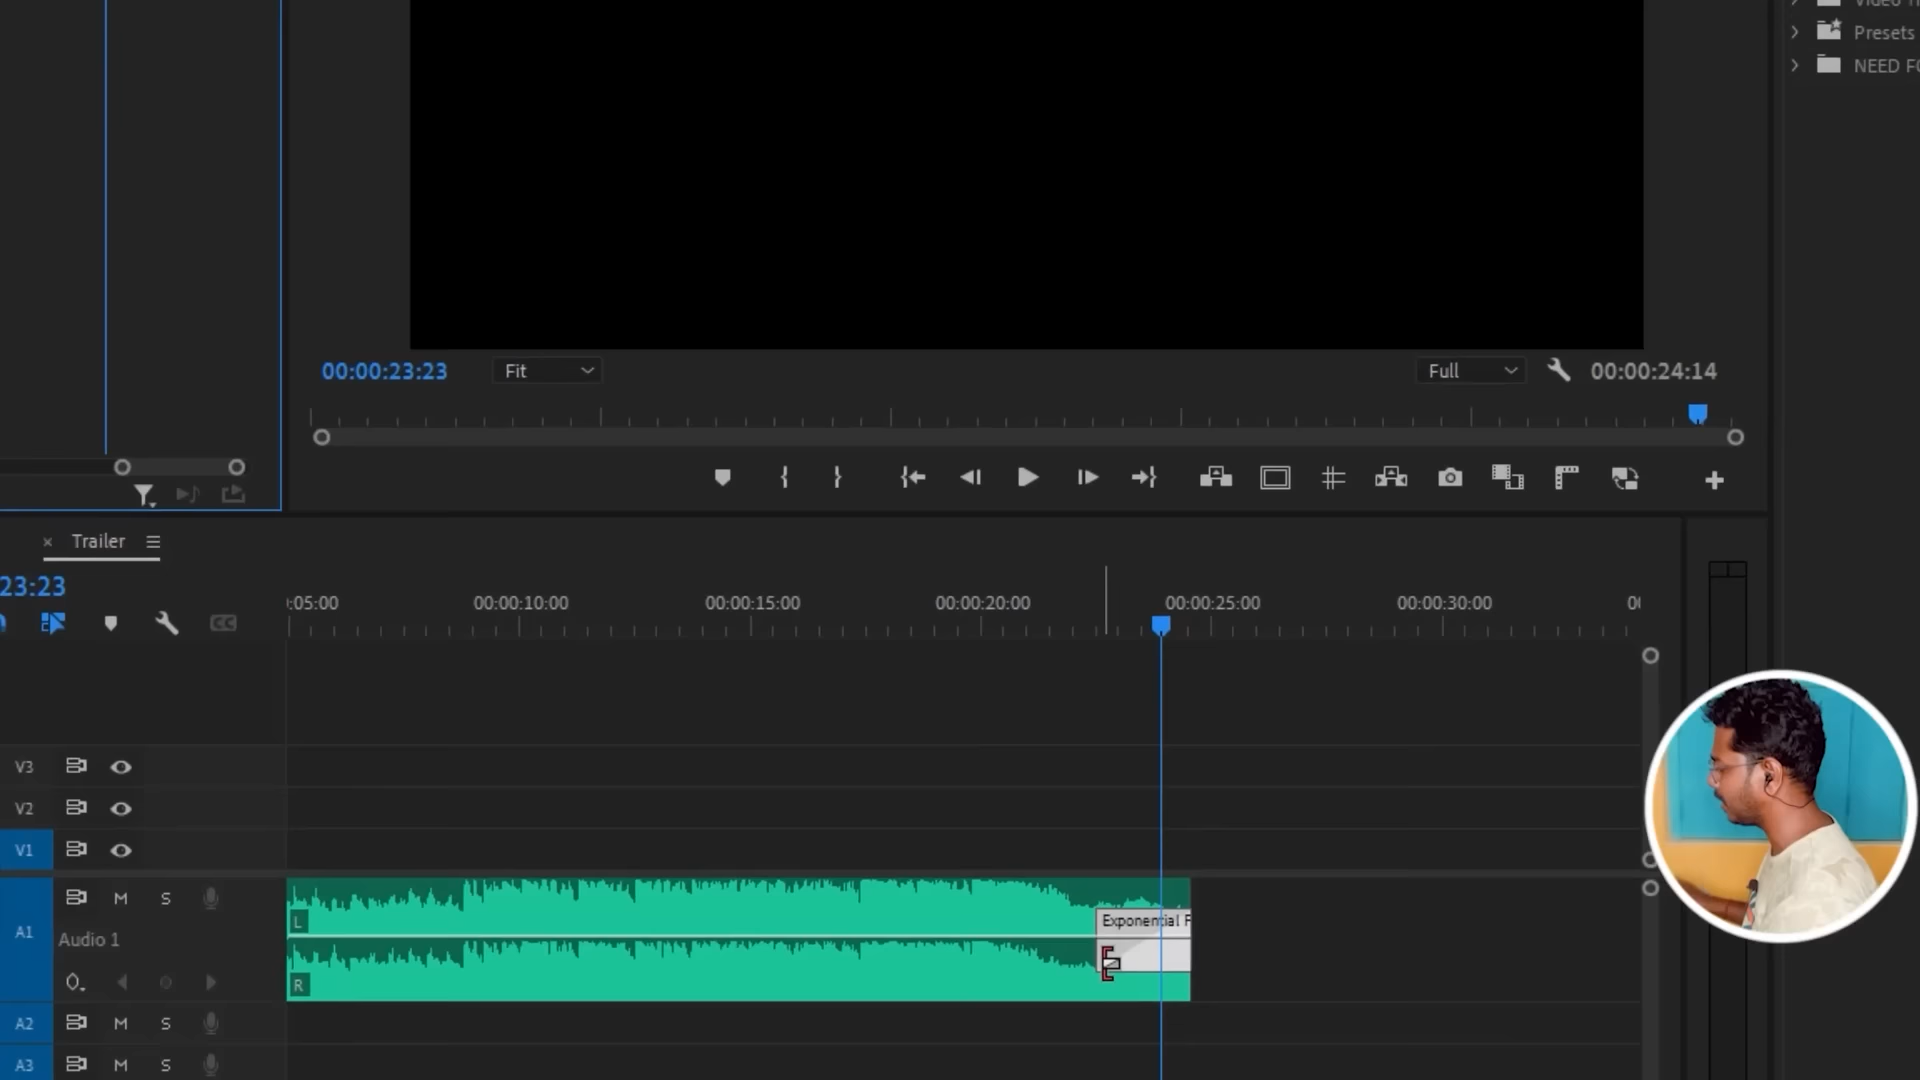 Presets
NEED
00:00:23:23
Fit
Full
00:00:24:14
× Trailer
23:23
:05:00
00:00:10:00
00:00:15:00
00:00:20:00
00:00:25:00
00:00:30:00
CC
V3
V2
V1
A1
M
S
L
Exponential F
Audio 1
R
A2
M
S
A3
M
S